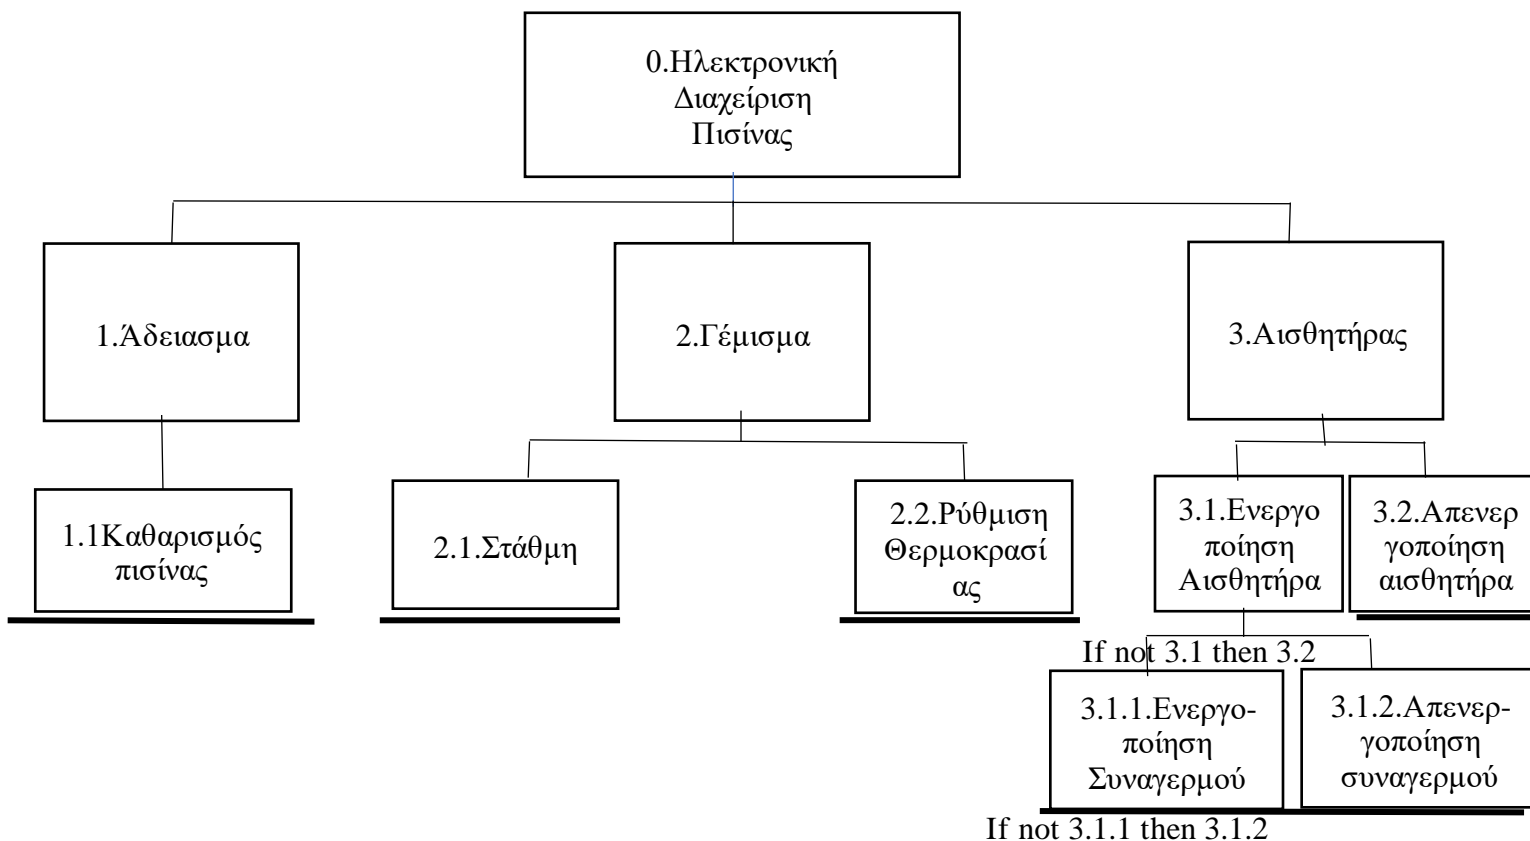 0.Ηλεκτρονική
Διαχείριση
Πισίνας
1.Άδειασμα
2.Γέμισμα
3.Αισθητήρας
1.1Καθαρισμός
πισίνας
2.1.Στάθμη
2.2.Ρύθμιση
Θερμοκρασί
ας
3.1.Ενεργο
ποίηση
Αισθητήρα
3.2.Απενερ
γοποίηση
αισθητήρα
If not 3.1 then 3.2
3.1.1.Ενεργο-
ποίηση
Συναγερμού
3.1.2.Απενερ-
γοποίηση
συναγερμού
If not 3.1.1 then 3.1.2